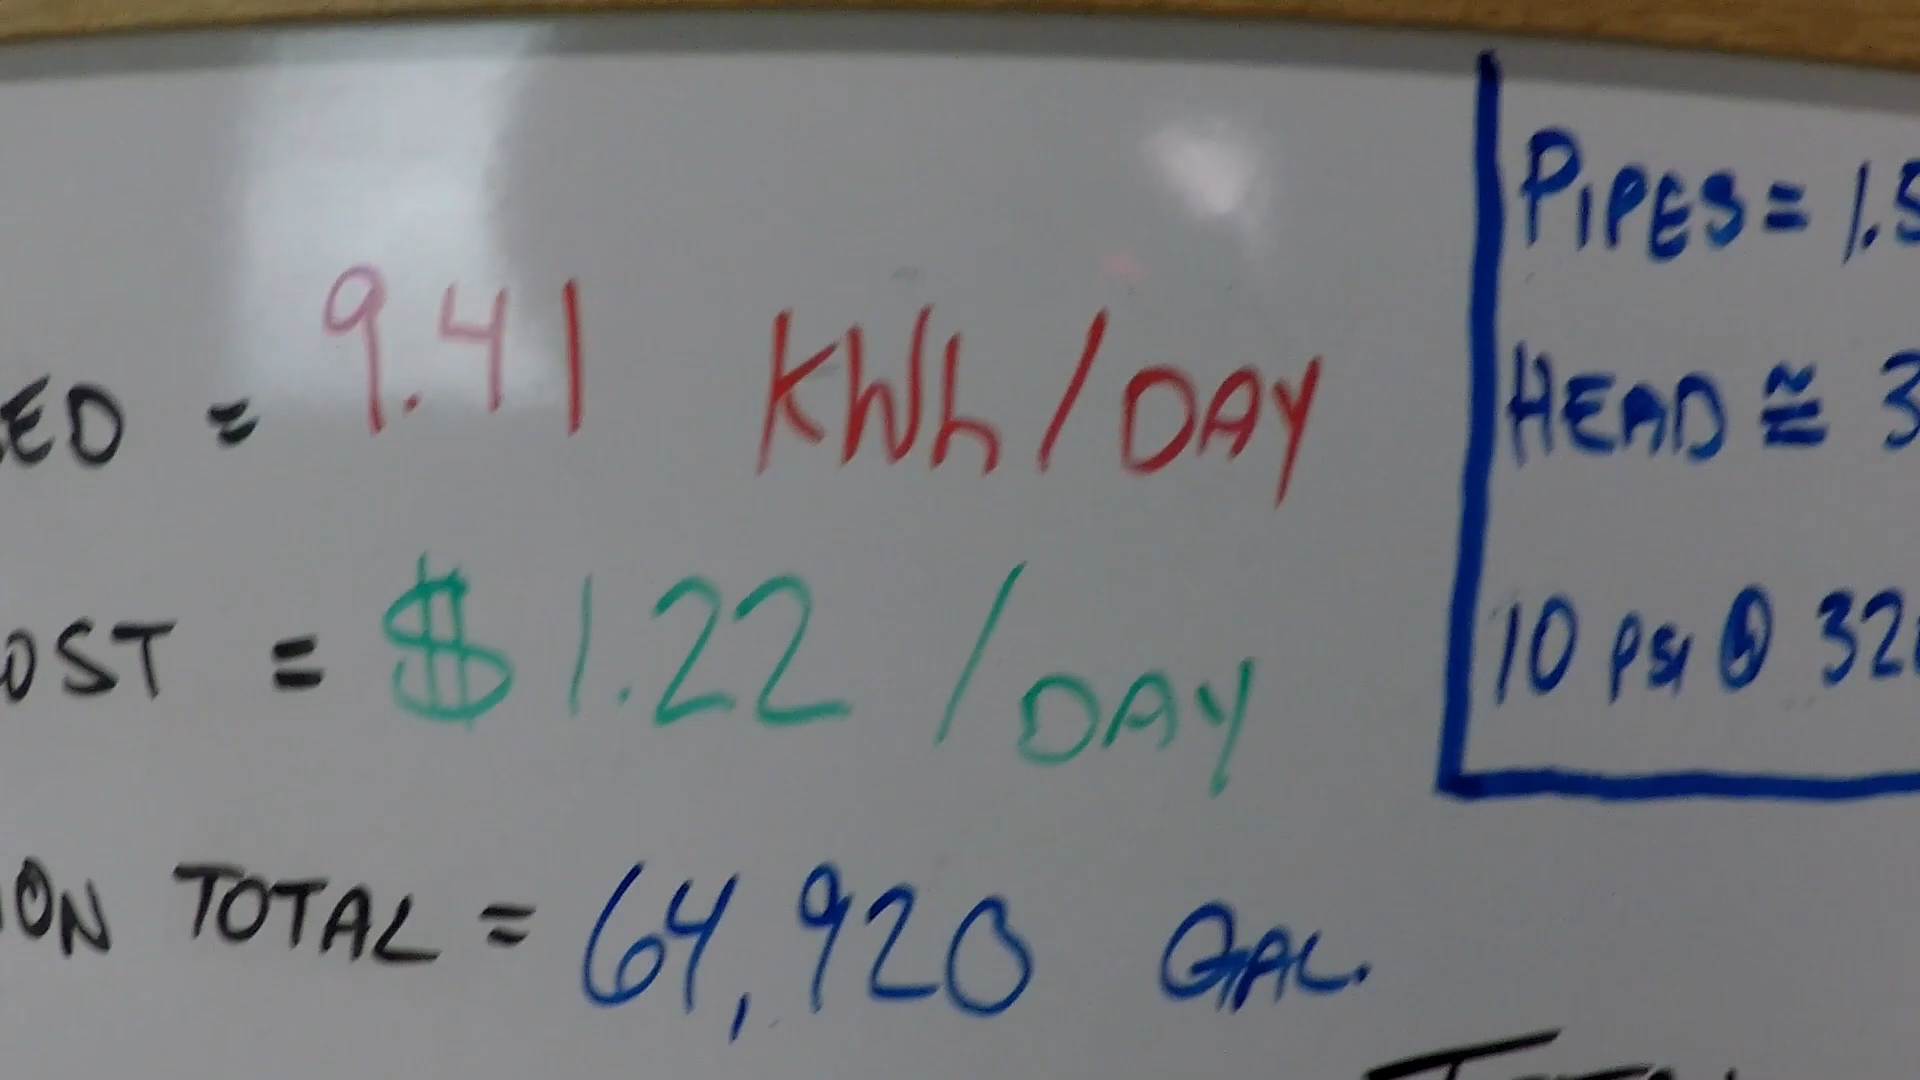 ED = 9.41 KWh/DAY
OST = $1.22/DAY
ON TOTAL = 64,920 GAL.
PIPES = 1.5
HEAD ≅ 3
10 PSI @ 32